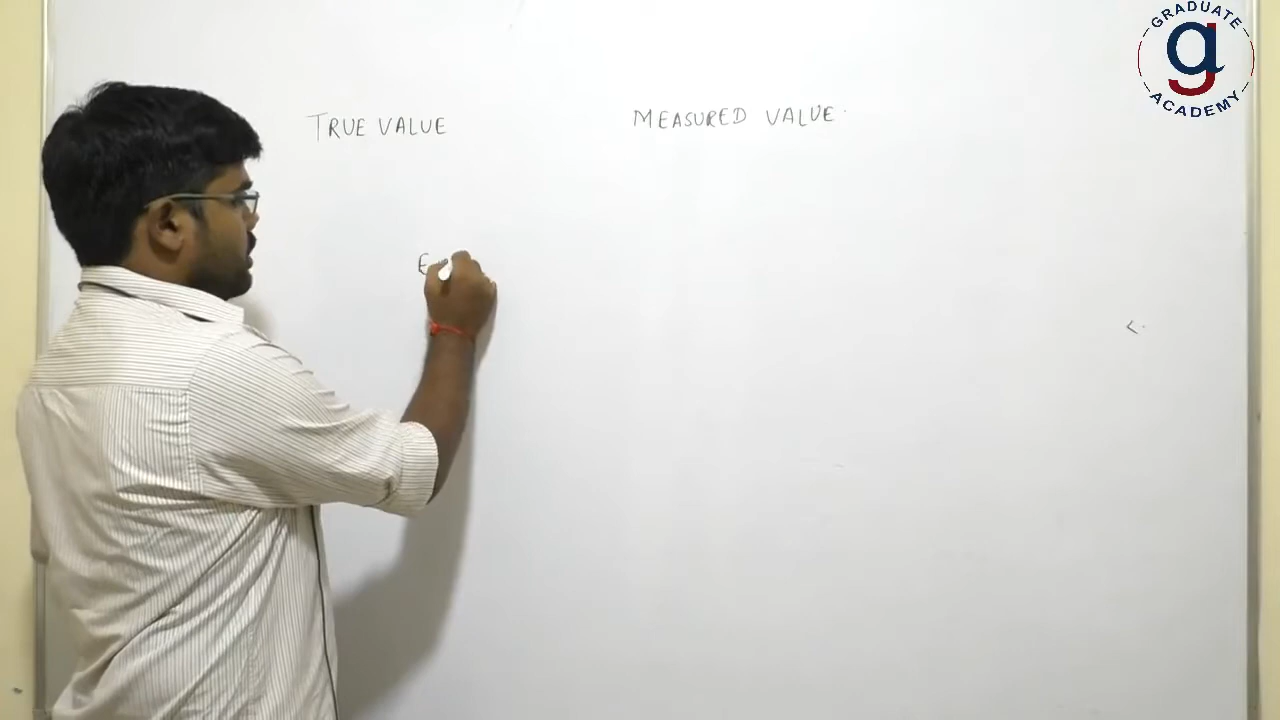 GRADUATE
a
ACADEMY
TRUE VALUE MEASURED VALUE.
E